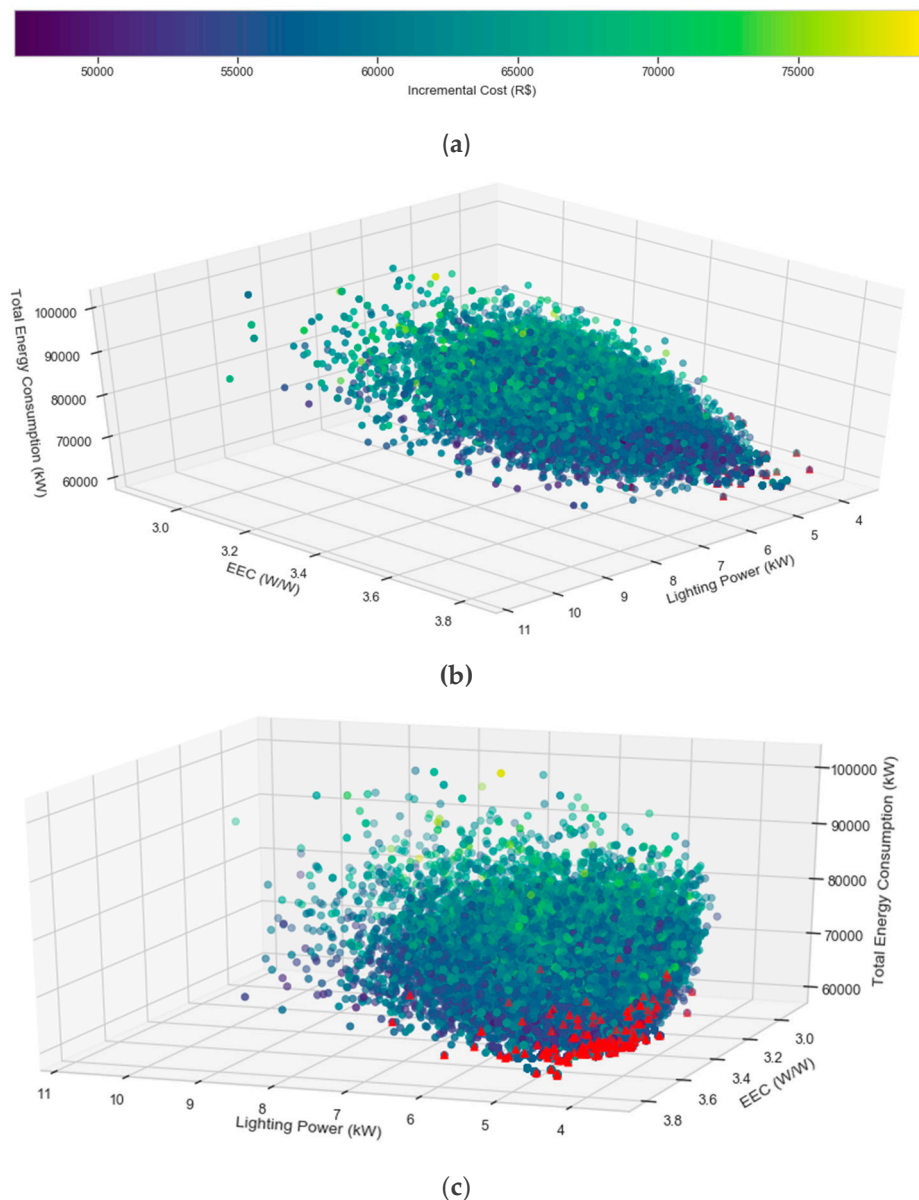 50000 55000 60000 65000 70000 75000
Incremental Cost (R$)
(a)
Total Energy Consumption (kW)
100000
90000
80000
70000
60000
3.0
3.2
3.4
3.6
3.8
EEC (W/W)
4
5
6
7
8
9
10
11
Lighting Power (kW)
(b)
100000
90000
80000
70000
60000
Total Energy Consumption (kW)
3.0
3.2
3.4
3.6
3.8
EEC (W/W)
11 10 9 8 7 6 5 4
Lighting Power (kW)
(c)